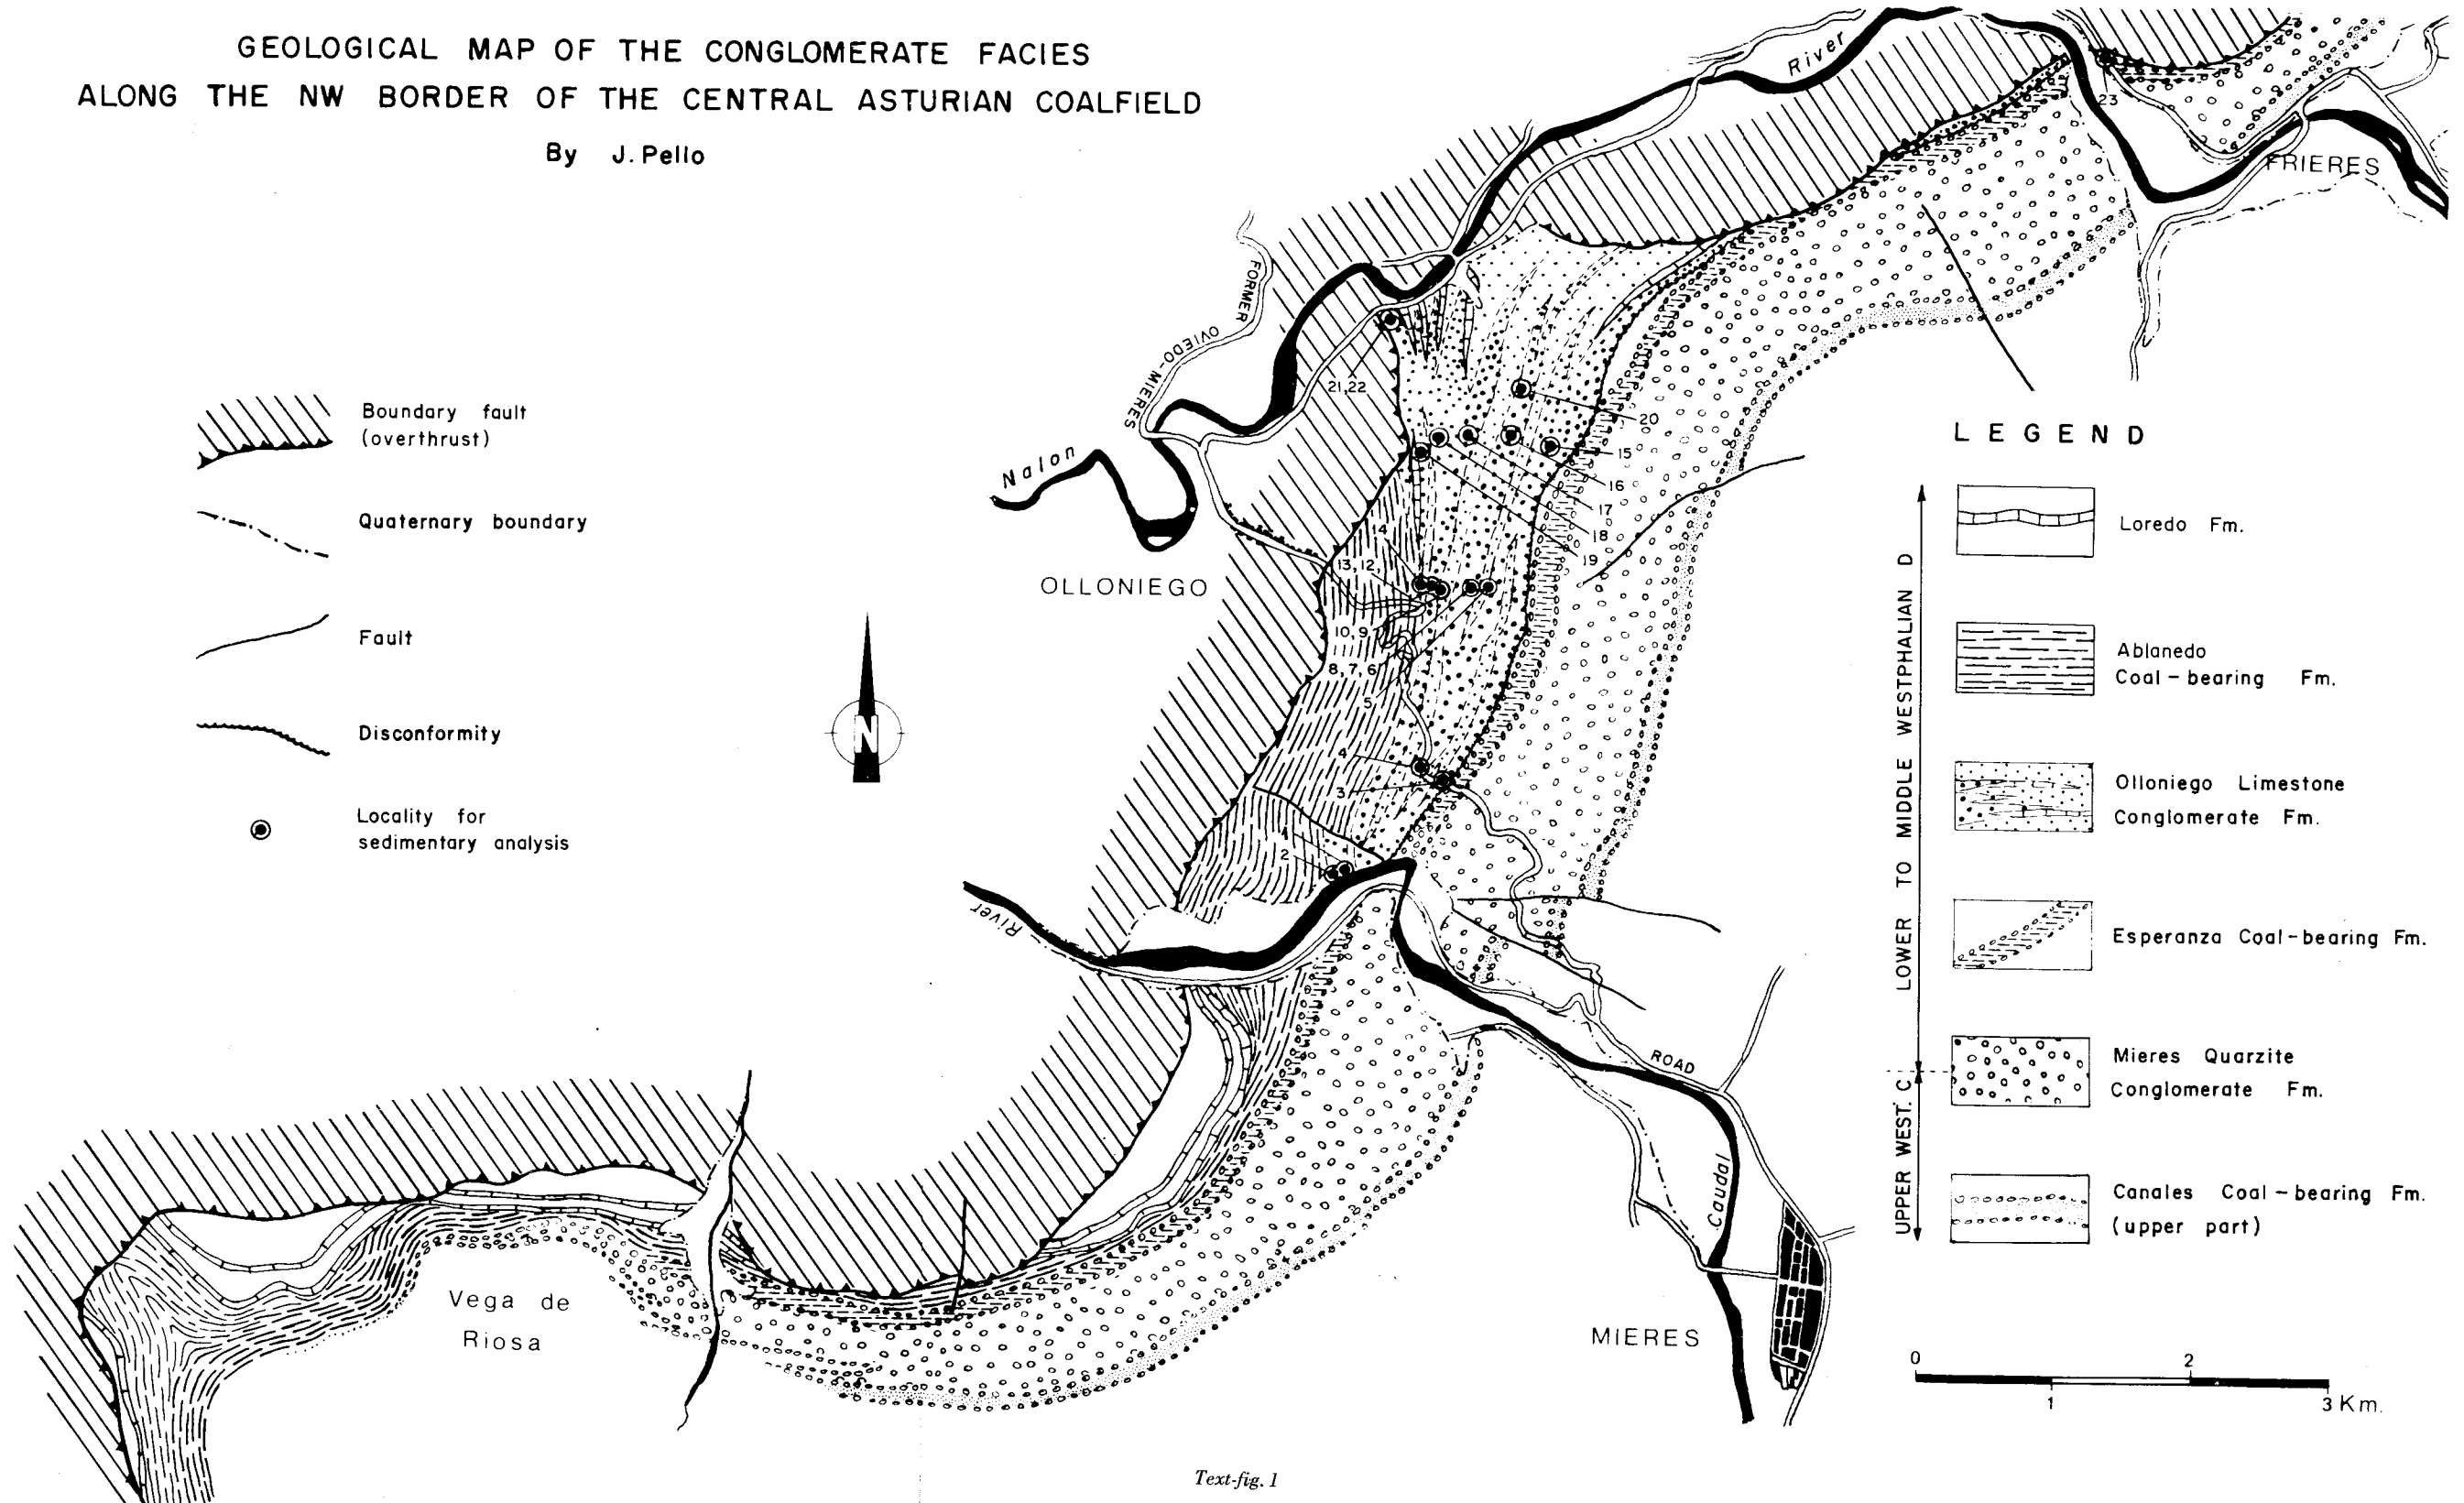 GEOLOGICAL MAP OF THE CONGLOMERATE FACIES
ALONG THE NW BORDER OF THE CENTRAL ASTURIAN COALFIELD
By J. Pello
River
23
FRIERES
FORMER
OVIEDO-MIERES
21,22
20
15
16
17
18
19
Nalon
14
13,12,
OLLONIEGO
10,9
8,7,6
5
4
3
1
2
River
N
Boundary fault
(overthrust)
Quaternary boundary
Fault
Disconformity
Locality for
sedimentary analysis
LEGEND
Loredo Fm.
Ablanedo
Coal-bearing Fm.
Olloniego Limestone
Conglomerate Fm.
Esperanza Coal-bearing Fm.
Mieres Quarzite
Conglomerate Fm.
Canales Coal-bearing Fm.
(upper part)
LOWER TO MIDDLE WESTPHALIAN D
UPPER WEST. C
ROAD
Caudal
MIERES
Vega de
Riosa
0
1
2
3 Km.
Text-fig. 1